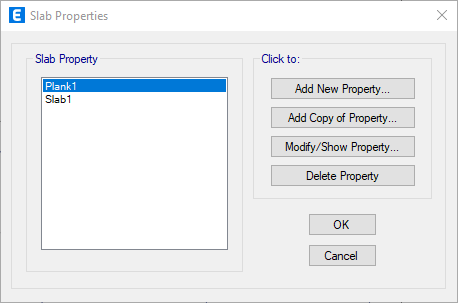 E Slab Properties
Slab Property
Plank1
Slab1
Click to:
Add New Property...
Add Copy of Property...
Modify/Show Property...
Delete Property
OK
Cancel